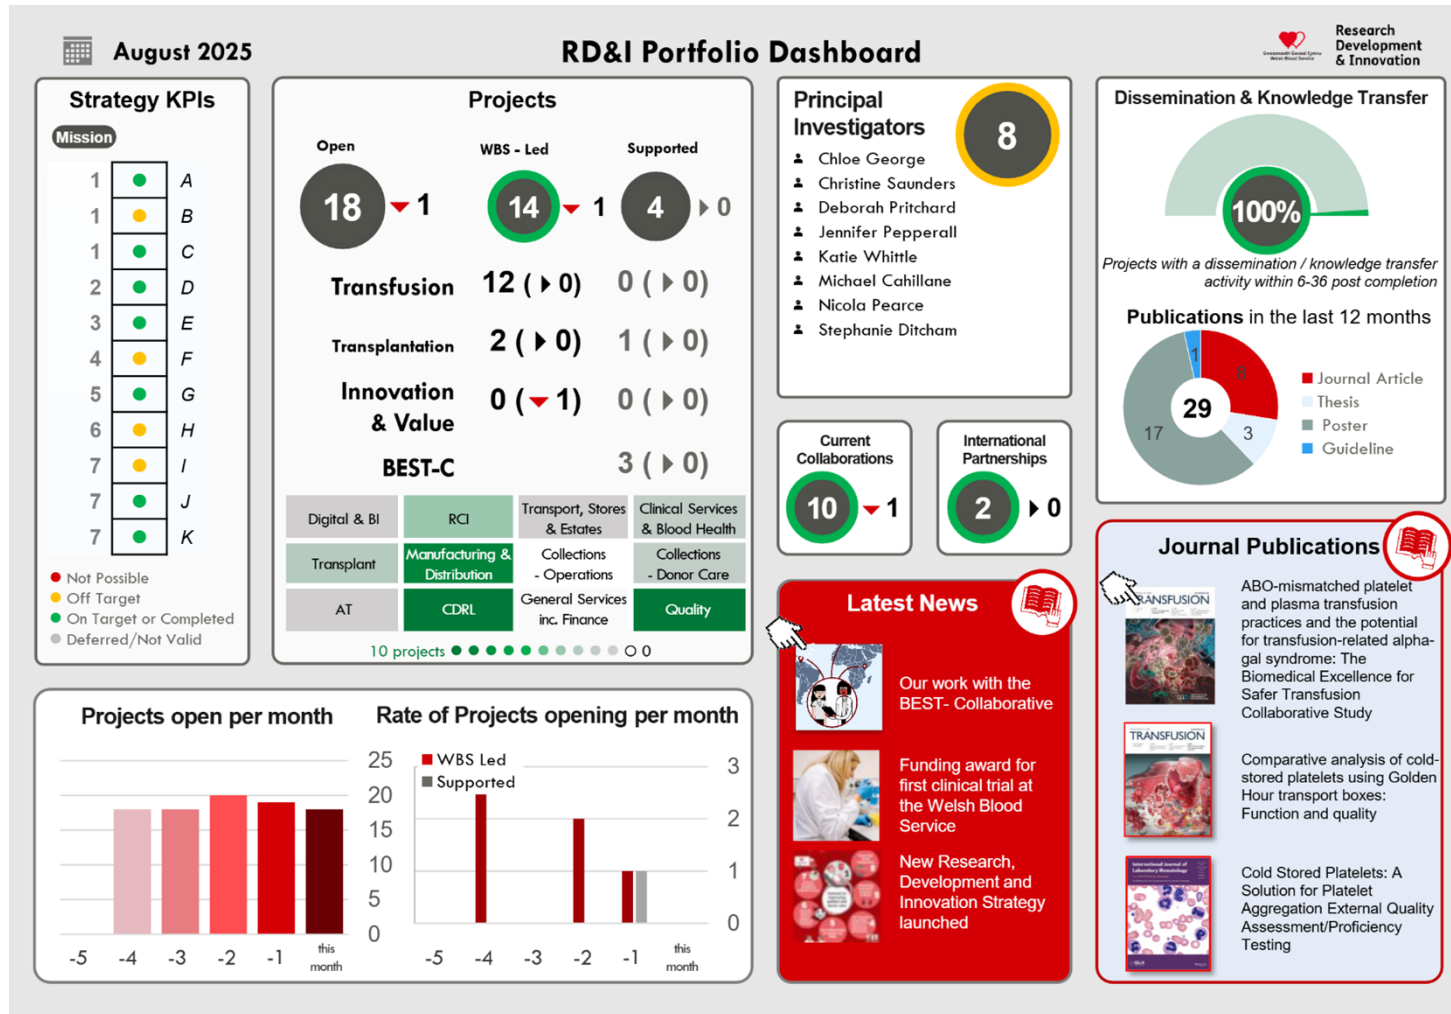 August 2025
RD&I Portfolio Dashboard
Research
Development
& Innovation
Strategy KPIs
Mission
1 A
1 B
1 C
2 D
3 E
4 F
5 G
6 H
7 I
7 J
7 K
Not Possible
Off Target
On Target or Completed
Deferred/Not Valid
Projects
Open
WBS - Led
Supported
18 1
14 1
4 0
Transfusion 12 ( 0) 0 ( 0)
Transplantation 2 ( 0) 1 ( 0)
Innovation
& Value
0 ( 1) 0 ( 0)
BEST-C 3 ( 0)
Digital & BI
RCI
Transport, Stores
& Estates
Clinical Services
& Blood Health
Transplant
Manufacturing &
Distribution
Collections
- Operations
Collections
- Donor Care
AT
CDRL
General Services
inc. Finance
Quality
10 projects 0
Principal
Investigators
8
Chloe George
Christine Saunders
Deborah Pritchard
Jennifer Pepperall
Katie Whittle
Michael Cahillane
Nicola Pearce
Stephanie Ditcham
Current
Collaborations
10 1
International
Partnerships
2 0
Dissemination & Knowledge Transfer
100%
Projects with a dissemination / knowledge transfer
activity within 6-36 post completion
Publications in the last 12 months
1
8
17
29
3
Journal Article
Thesis
Poster
Guideline
Projects open per month
25
20
15
10
5
0
-5 -4 -3 -2 -1 this
month
Rate of Projects opening per month
WBS Led
Supported
3
2
1
0
-5 -4 -3 -2 -1 this
month
Latest News
Our work with the
BEST- Collaborative
Funding award for
first clinical trial at
the Welsh Blood
Service
New Research,
Development and
Innovation Strategy
launched
Journal Publications
TRANSFUSION
ABO-mismatched platelet
and plasma transfusion
practices and the potential
for transfusion-related alpha-
gal syndrome: The
Biomedical Excellence for
Safer Transfusion
Collaborative Study
TRANSFUSION
Comparative analysis of cold-
stored platelets using Golden
Hour transport boxes:
Function and quality
International Journal of
Laboratory Hematology
Cold Stored Platelets: A
Solution for Platelet
Aggregation External Quality
Assessment/Proficiency
Testing